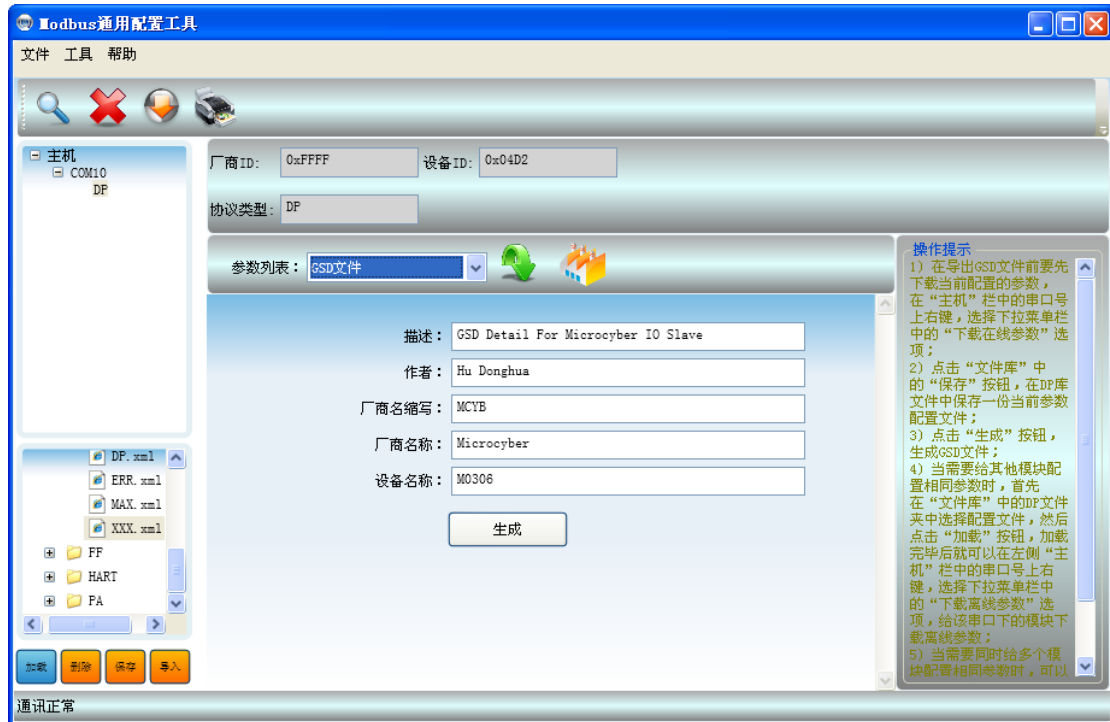 Modbus通用配置工具
文件 工具 帮助
主机
COM10
DP
厂商ID: 0xFFFF 设备ID: 0x04D2
协议类型: DP
参数列表： GSD文件
描述： GSD Detail For Microcyber IO Slave
作者： Hu Donghua
厂商名缩写： MCYB
厂商名称： Microcyber
设备名称： M0306
生成
DP.xml
ERR.xml
MAX.xml
XXX.xml
FF
HART
PA
加载 删除 保存 导入
操作提示
1) 在导出GSD文件前要先
下载当前配置的参数，
在“主机”栏中的串口号
上右键，选择下拉菜单栏
中的“下载在线参数”选
项；
2) 点击“文件库”中
的“保存”按钮，在DP库
文件中保存一份当前参数
配置文件；
3) 点击“生成”按钮，
生成GSD文件；
4) 当需要给其他模块配
置相同参数时，首先
在“文件库”中的DP文件
夹中选择配置文件，然后
点击“加载”按钮，加载
完毕后就可以在左侧“主
机”栏中的串口号上右
键，选择下拉菜单栏中
的“下载离线参数”选
项，给该串口下的模块下
载离线参数；
5) 当需要同时给多个模
块配置相同参数时，可以
通讯正常